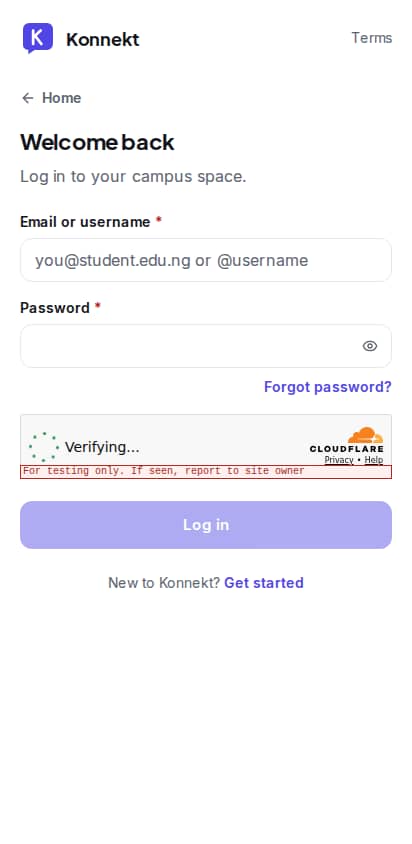 Konnekt
Terms
Home
Welcome back
Log in to your campus space.
Email or username *
you@student.edu.ng or @username
Password *
Forgot password?
Verifying...
CLOUDFLARE
Privacy • Help
For testing only. If seen, report to site owner
Log in
New to Konnekt? Get started